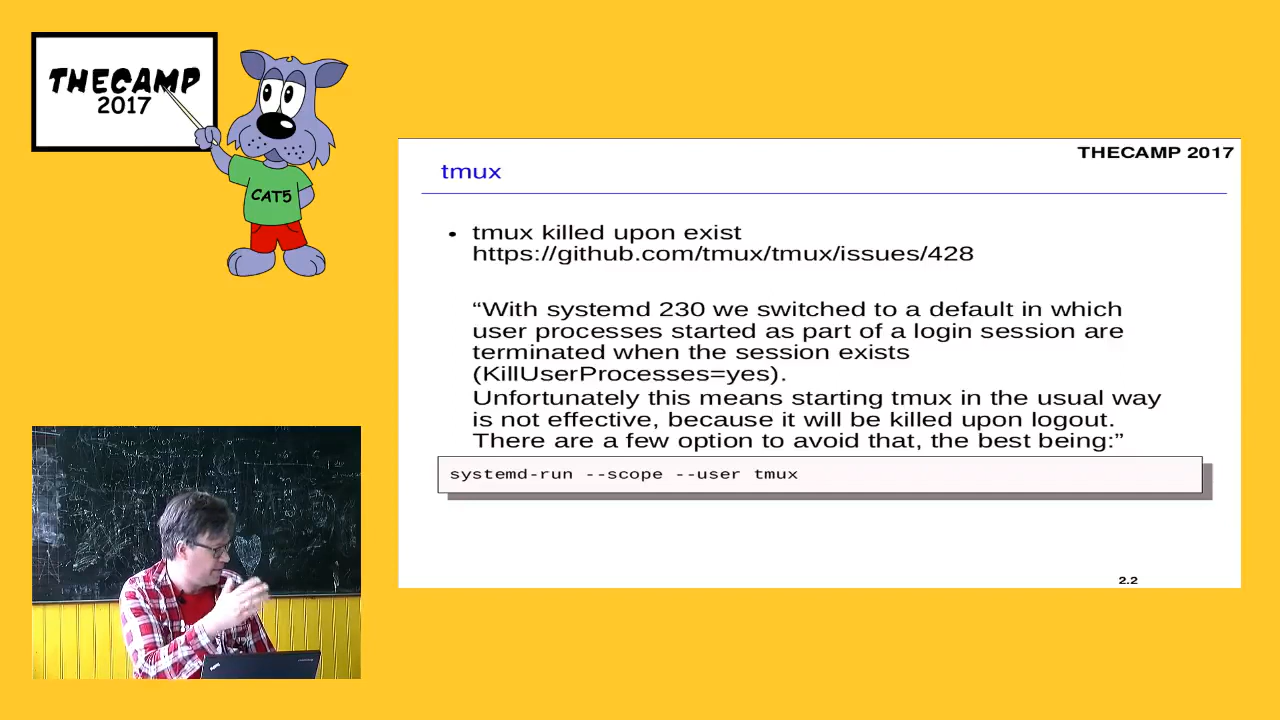 THECAMP
2017
CAT5
THECAMP 2017
tmux
• tmux killed upon exist
https://github.com/tmux/tmux/issues/428
“With systemd 230 we switched to a default in which
user processes started as part of a login session are
terminated when the session exists
(KillUserProcesses=yes).
Unfortunately this means starting tmux in the usual way
is not effective, because it will be killed upon logout.
There are a few option to avoid that, the best being:”
systemd-run --scope --user tmux
2.2